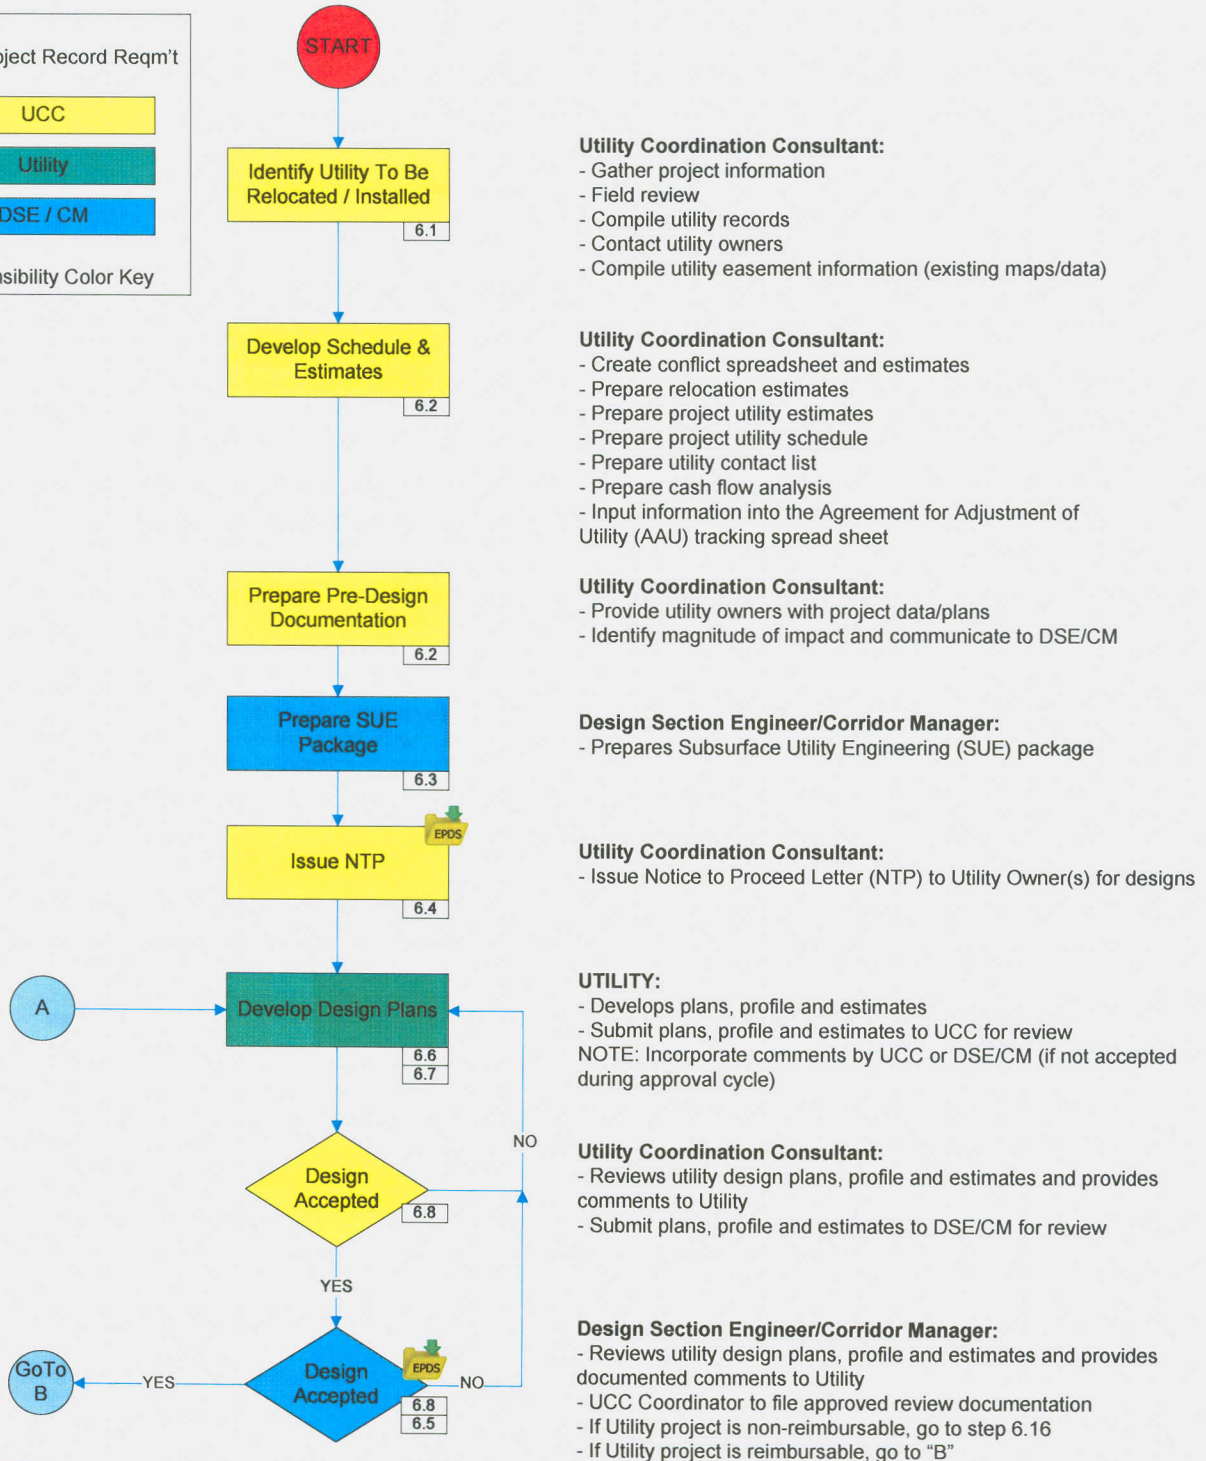 START
Reqm't
Record
UCC
Utility
/ CM
Color Key
Identify Utility To Be
Relocated / Installed
6.1
Utility Coordination Consultant:
- Gather project information
- Field review
- Compile utility records
- Contact utility owners
- Compile utility easement information (existing maps/data)
Develop Schedule &
Estimates
6.2
Utility Coordination Consultant:
- Create conflict spreadsheet and estimates
- Prepare relocation estimates
- Prepare project utility estimates
- Prepare project utility schedule
- Prepare utility contact list
- Prepare cash flow analysis
- Input information into the Agreement for Adjustment of
Utility (AAU) tracking spread sheet
Prepare Pre-Design
Documentation
6.2
Utility Coordination Consultant:
- Provide utility owners with project data/plans
- Identify magnitude of impact and communicate to DSE/CM
Prepare SUE
Package
6.3
Design Section Engineer/Corridor Manager:
- Prepares Subsurface Utility Engineering (SUE) package
EPDS
Issue NTP
6.4
Utility Coordination Consultant:
- Issue Notice to Proceed Letter (NTP) to Utility Owner(s) for designs
A
Develop Design Plans
6.6
6.7
UTILITY:
- Develops plans, profile and estimates
- Submit plans, profile and estimates to UCC for review
NOTE: Incorporate comments by UCC or DSE/CM (if not accepted
during approval cycle)
NO
Design
Accepted
6.8
Utility Coordination Consultant:
- Reviews utility design plans, profile and estimates and provides
comments to Utility
- Submit plans, profile and estimates to DSE/CM for review
YES
GoTo
B
YES
Design
Accepted
EPDS
NO
6.8
6.5
Design Section Engineer/Corridor Manager:
- Reviews utility design plans, profile and estimates and provides
documented comments to Utility
- UCC Coordinator to file approved review documentation
- If Utility project is non-reimbursable, go to step 6.16
- If Utility project is reimbursable, go to “B”